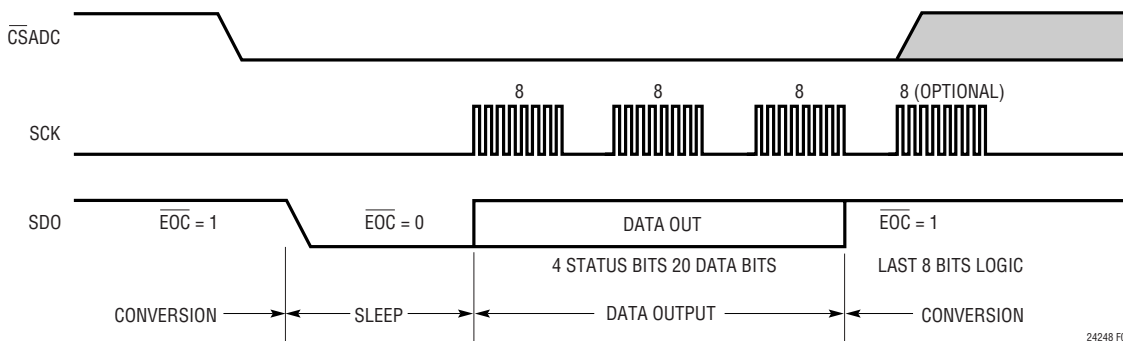 CSADC
8 8 8 8 (OPTIONAL)
SCK
SDO EOC = 1 EOC = 0 DATA OUT EOC = 1
4 STATUS BITS 20 DATA BITS LAST 8 BITS LOGIC
CONVERSION SLEEP DATA OUTPUT CONVERSION